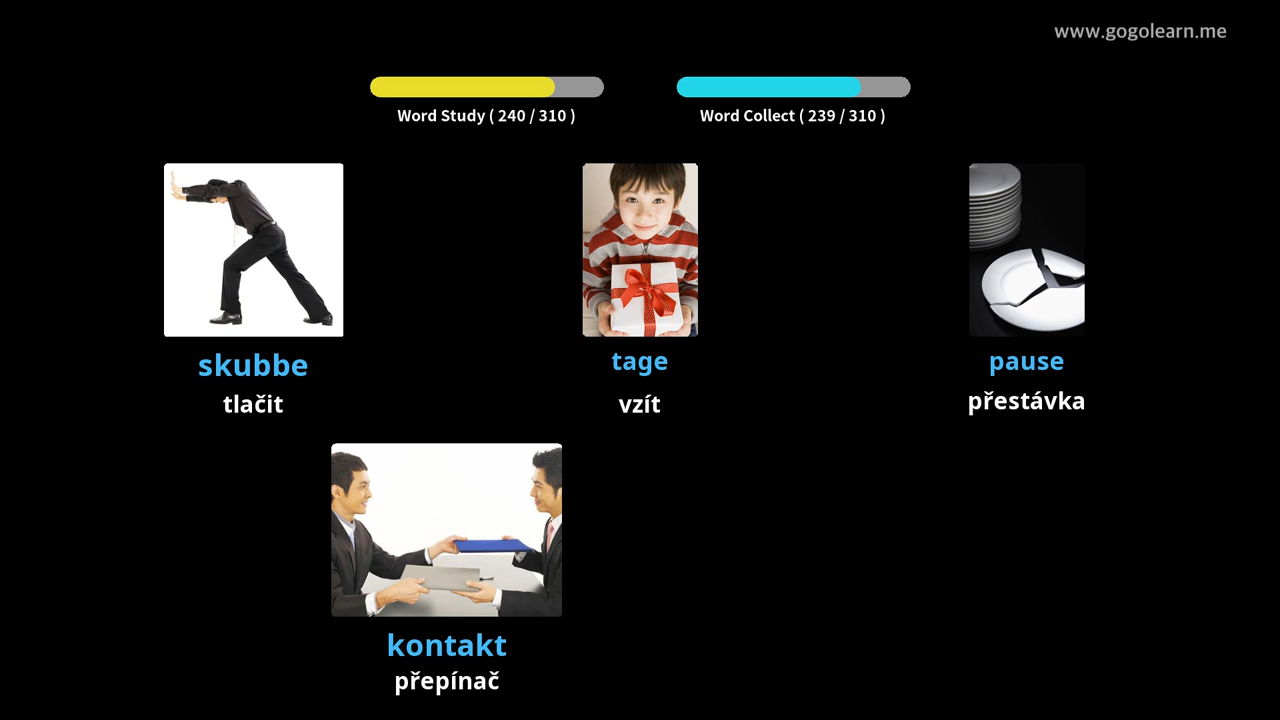 www.gogolearn.me
Word Study ( 240 / 310 )
Word Collect ( 239 / 310 )
skubbe
tlačit
tage
vzít
pause
přestávka
kontakt
přepínač